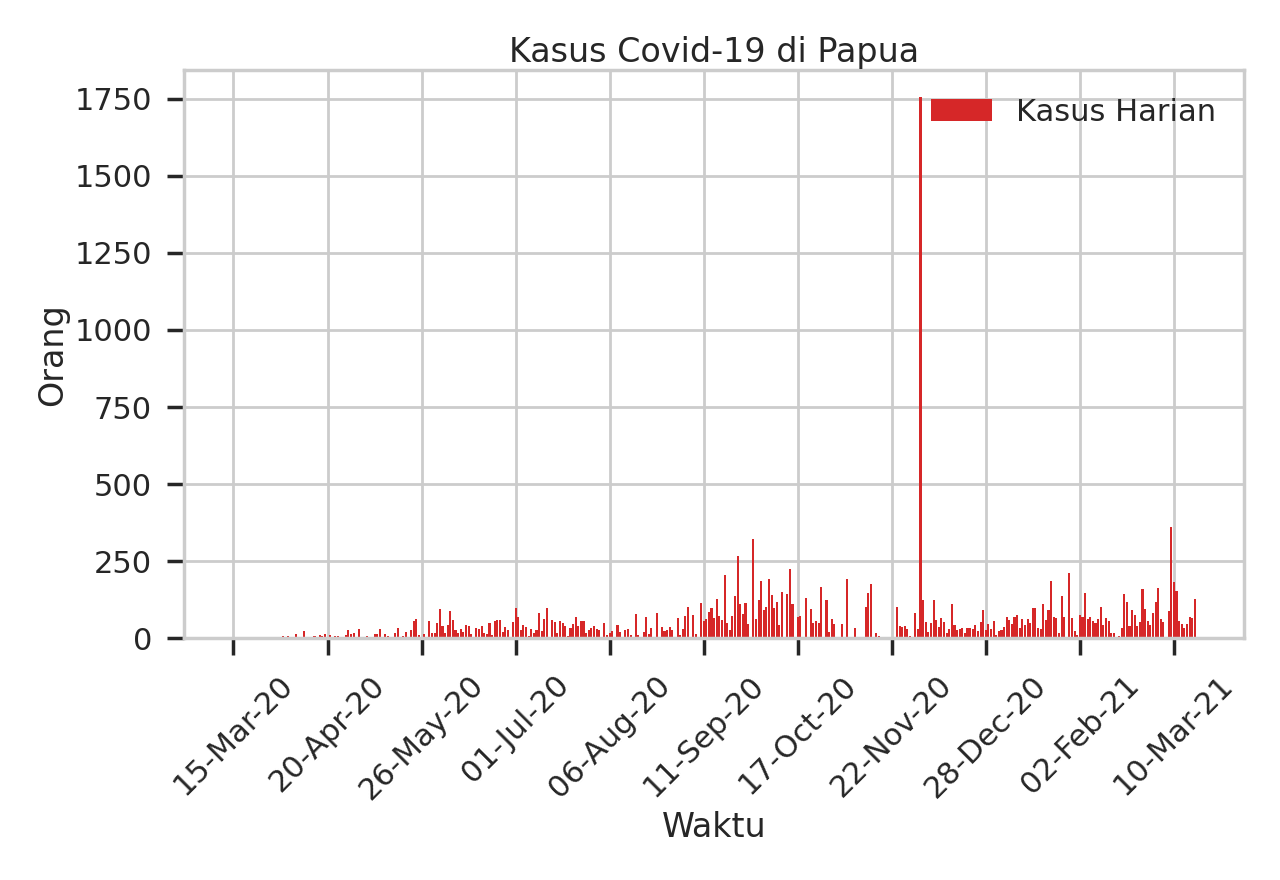 Kasus Covid-19 di Papua
Kasus Harian
Orang
1750
1500
1250
1000
750
500
250
0
15-Mar-20
20-Apr-20
26-May-20
01-Jul-20
06-Aug-20
11-Sep-20
17-Oct-20
22-Nov-20
28-Dec-20
02-Feb-21
10-Mar-21
Waktu